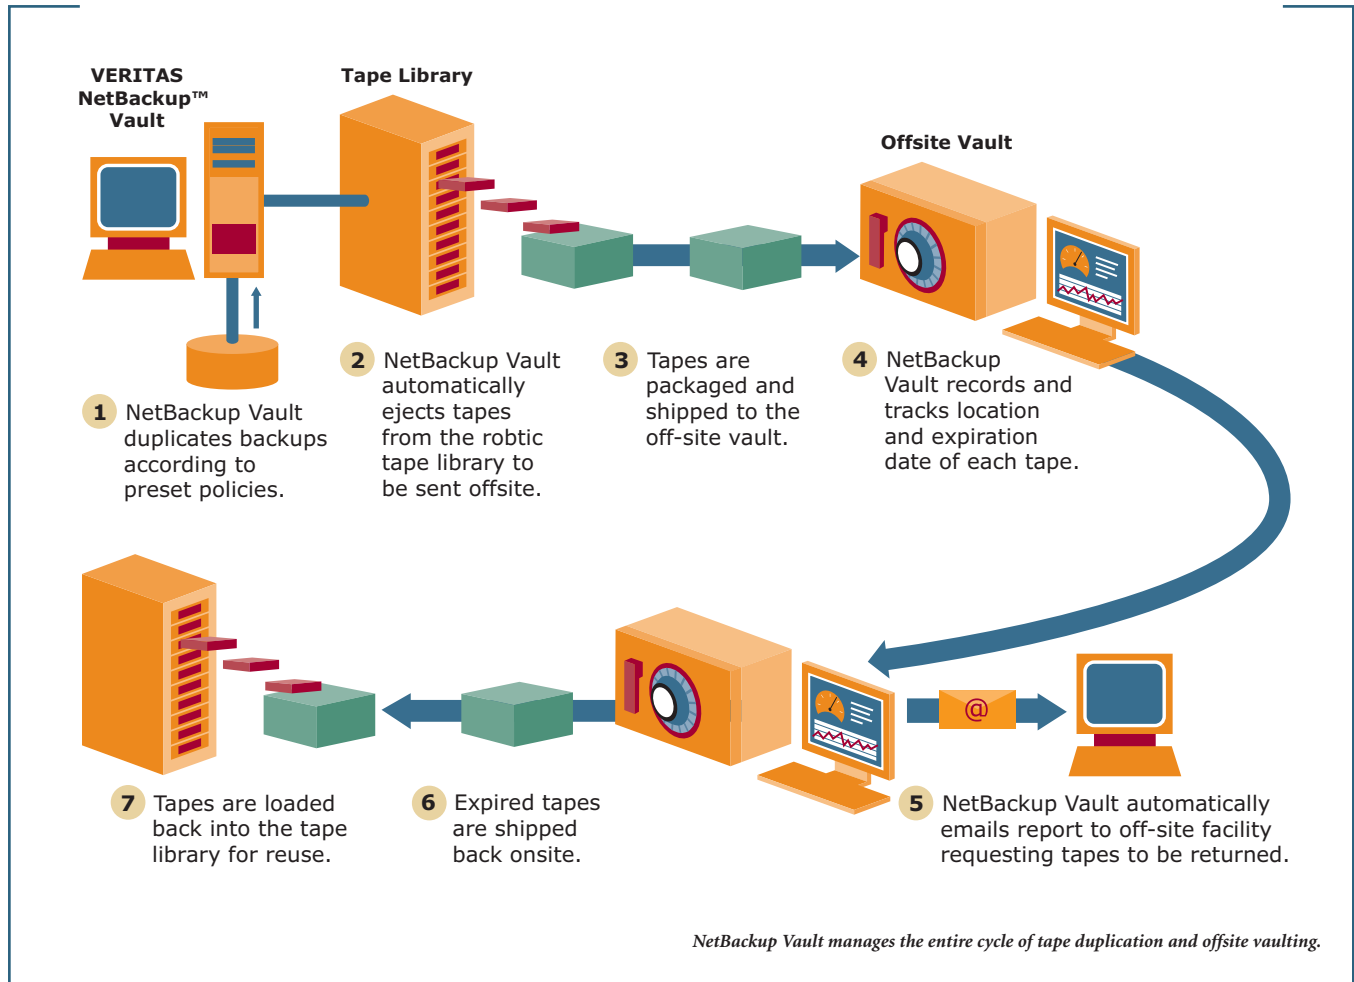 VERITAS
NetBackup™
Vault
Tape Library
Offsite Vault
1 NetBackup Vault
duplicates backups
according to
preset policies.
2 NetBackup Vault
automatically
ejects tapes
from the robtic
tape library to
be sent offsite.
3 Tapes are
packaged and
shipped to the
off-site vault.
4 NetBackup
Vault records and
tracks location
and expiration
date of each tape.
@
5 NetBackup Vault automatically
emails report to off-site facility
requesting tapes to be returned.
6 Expired tapes
are shipped
back onsite.
7 Tapes are loaded
back into the tape
library for reuse.
NetBackup Vault manages the entire cycle of tape duplication and offsite vaulting.